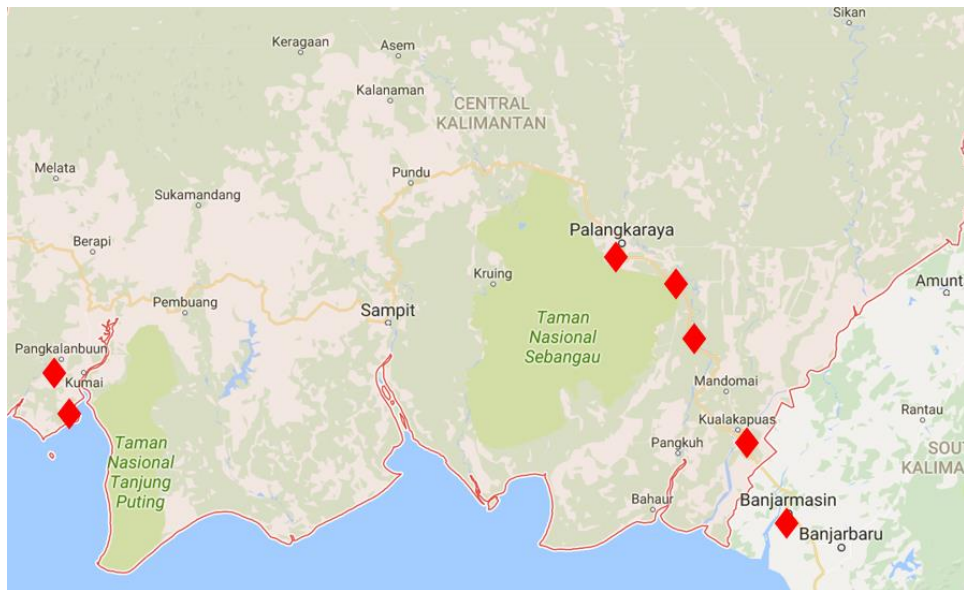 Sikan
Keragaan
Asem
Kalanaman
CENTRAL
KALIMANTAN
Melata
Pundu
Sukamandang
Palangkaraya
Berapi
Kruing
Amunt
Pembuang
Sampit
Taman
Nasional
Sebangau
Pangkalanbuun
Kumai
Mandomai
Rantau
Kualakapuas
Taman
Nasional
Tanjung
Puting
Pangkuh
SOUT
KALIMA
Bahaur
Banjarmasin
Banjarbaru